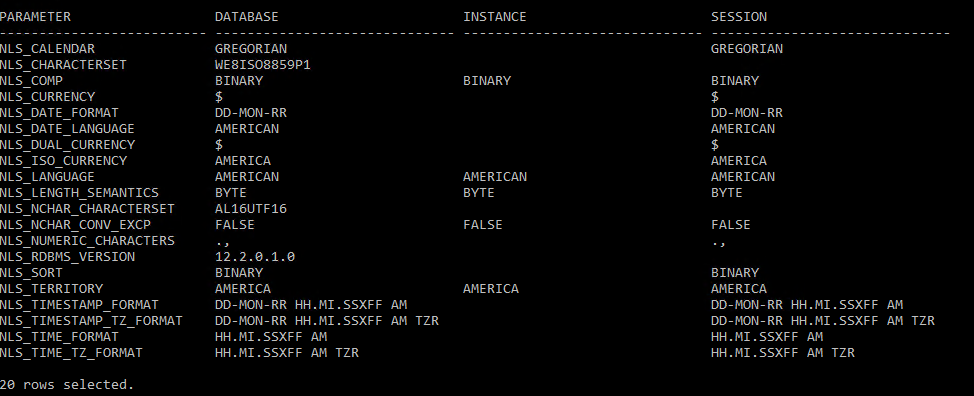 PARAMETER                  DATABASE                       INSTANCE                       SESSION
-------------------------- ------------------------------ ------------------------------ ------------------------------
NLS_CALENDAR               GREGORIAN                                                     GREGORIAN
NLS_CHARACTERSET           WE8ISO8859P1
NLS_COMP                   BINARY                         BINARY                         BINARY
NLS_CURRENCY               $                                                             $
NLS_DATE_FORMAT            DD-MON-RR                                                     DD-MON-RR
NLS_DATE_LANGUAGE          AMERICAN                                                      AMERICAN
NLS_DUAL_CURRENCY          $                                                             $
NLS_ISO_CURRENCY           AMERICA                                                       AMERICA
NLS_LANGUAGE               AMERICAN                       AMERICAN                       AMERICAN
NLS_LENGTH_SEMANTICS       BYTE                           BYTE                           BYTE
NLS_NCHAR_CHARACTERSET     AL16UTF16
NLS_NCHAR_CONV_EXCP        FALSE                          FALSE                          FALSE
NLS_NUMERIC_CHARACTERS     .,                                                            .,
NLS_RDBMS_VERSION          12.2.0.1.0
NLS_SORT                   BINARY                                                        BINARY
NLS_TERRITORY              AMERICA                        AMERICA                        AMERICA
NLS_TIMESTAMP_FORMAT       DD-MON-RR HH.MI.SSXFF AM                                      DD-MON-RR HH.MI.SSXFF AM
NLS_TIMESTAMP_TZ_FORMAT    DD-MON-RR HH.MI.SSXFF AM TZR                                  DD-MON-RR HH.MI.SSXFF AM TZR
NLS_TIME_FORMAT            HH.MI.SSXFF AM                                                HH.MI.SSXFF AM
NLS_TIME_TZ_FORMAT         HH.MI.SSXFF AM TZR                                            HH.MI.SSXFF AM TZR
20 rows selected.